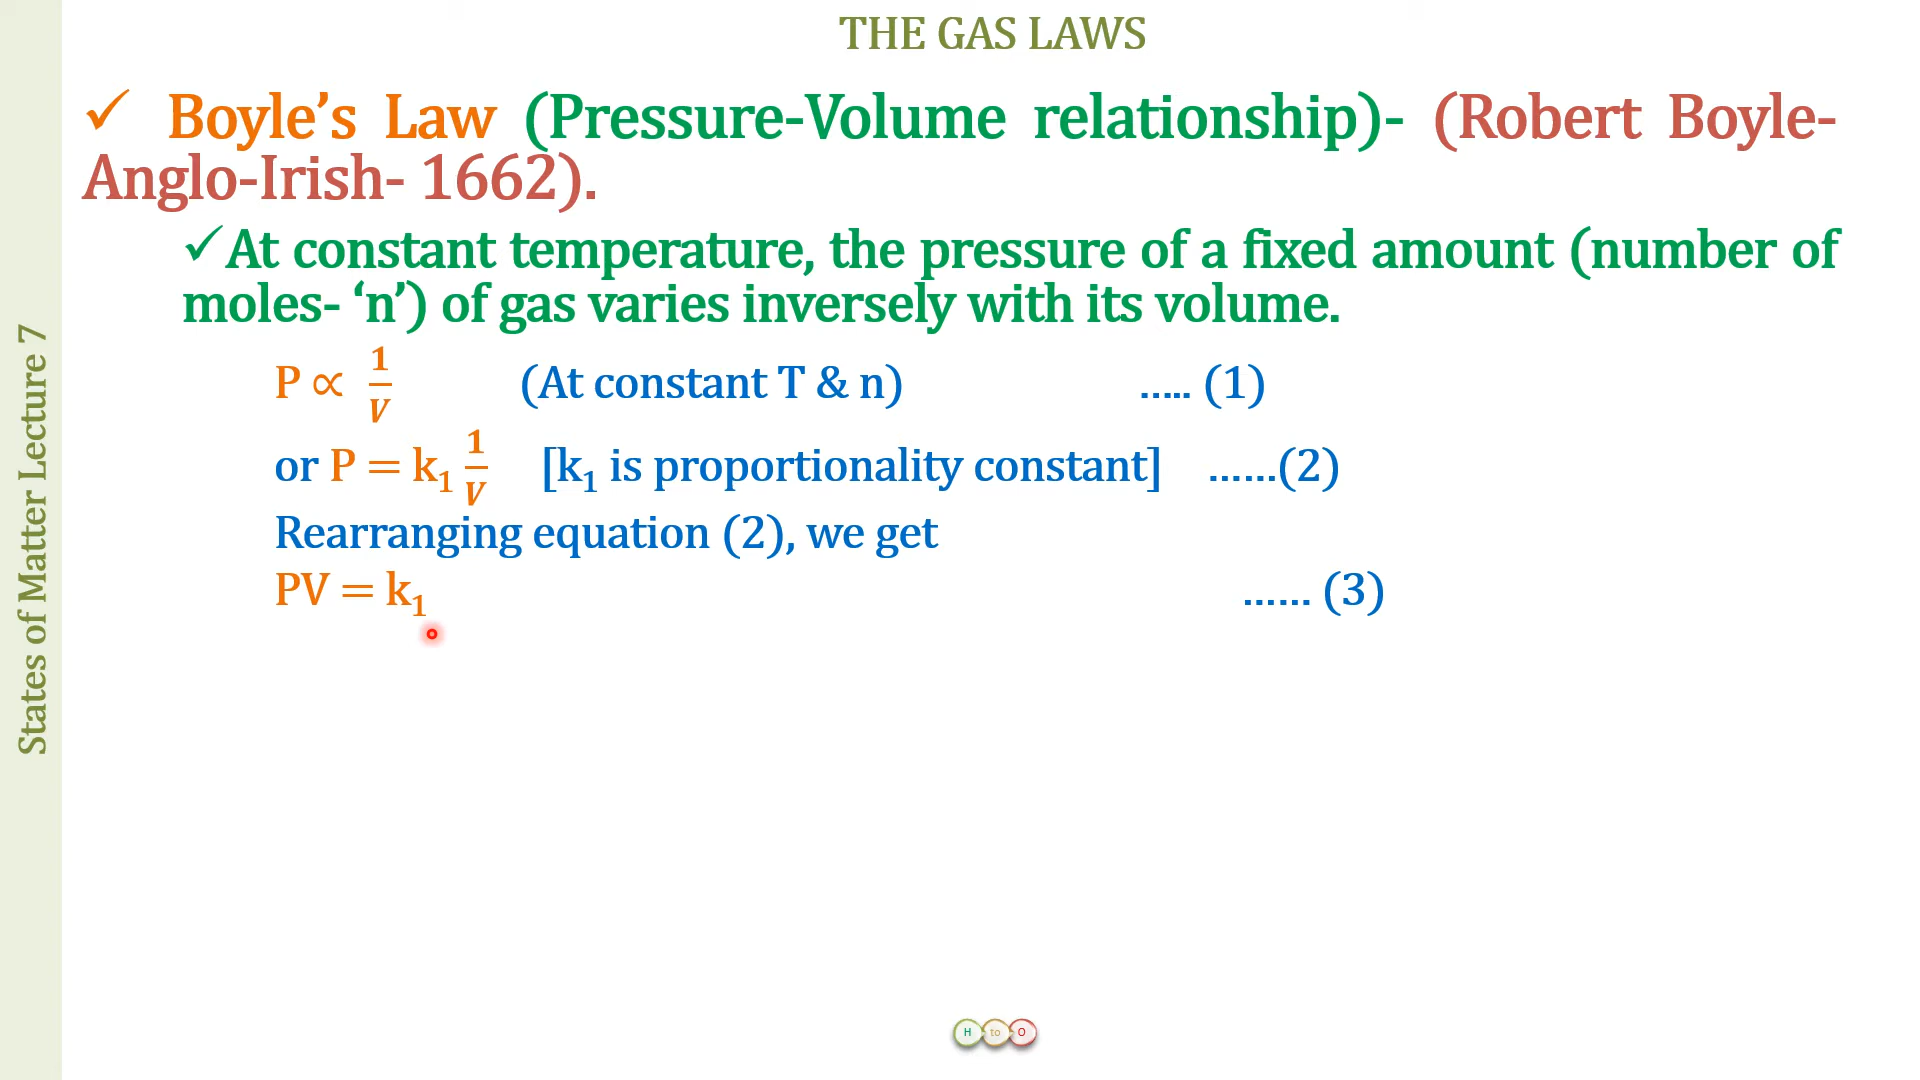 THE GAS LAWS
✓ Boyle’s Law (Pressure-Volume relationship)- (Robert Boyle-
Anglo-Irish- 1662).
✓At constant temperature, the pressure of a fixed amount (number of
moles- ‘n’) of gas varies inversely with its volume.
P ∝ 1/V (At constant T & n) ..... (1)
or P = k₁ 1/V [k₁ is proportionality constant] ......(2)
Rearranging equation (2), we get
PV = k₁ ...... (3)
States of Matter Lecture 7
H to O